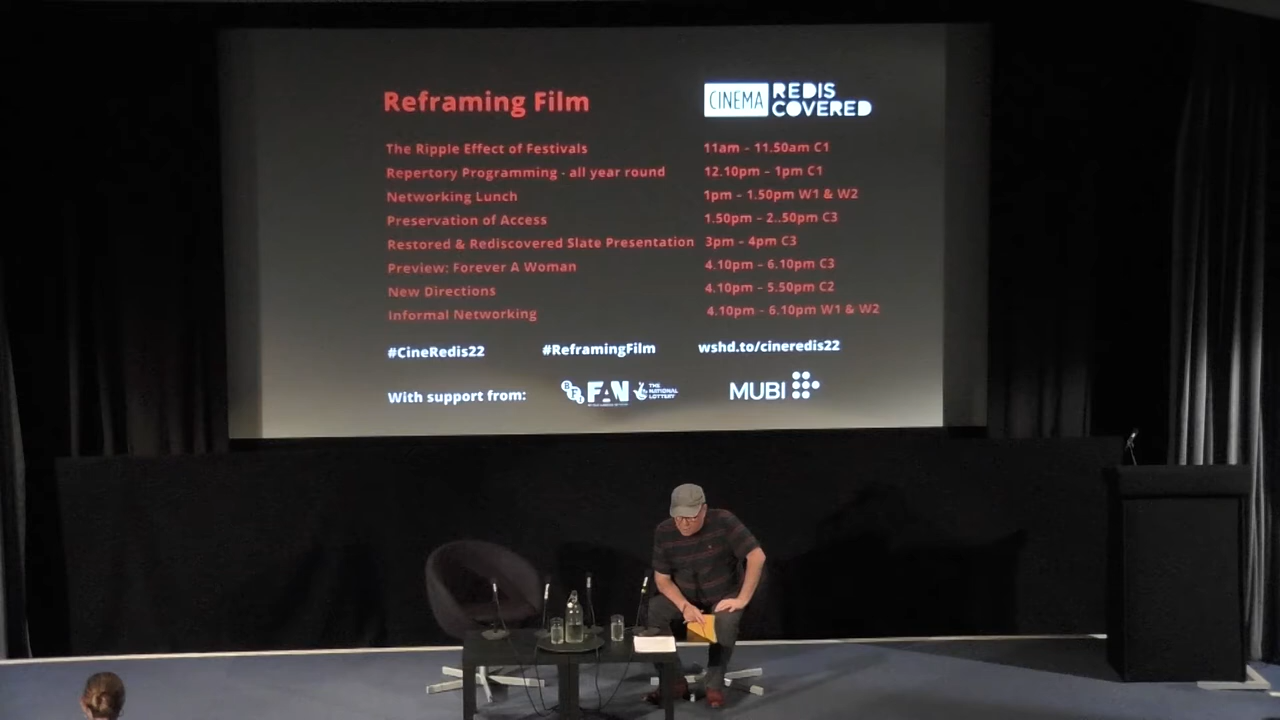 Reframing Film
CINEMA REDIS
COVERED
The Ripple Effect of Festivals 11am - 11.50am C1
Repertory Programming - all year round 12.10pm - 1pm C1
Networking Lunch 1pm - 1.50pm W1 & W2
Preservation of Access 1.50pm - 2..50pm C3
Restored & Rediscovered Slate Presentation 3pm - 4pm C3
Preview: Forever A Woman 4.10pm - 6.10pm C3
New Directions 4.10pm - 5.50pm C2
Informal Networking 4.10pm - 6.10pm W1 & W2
#CineRedis22 #ReframingFilm wshd.to/cineredis22
With support from: BFI FAN THE NATIONAL LOTTERY MUBI